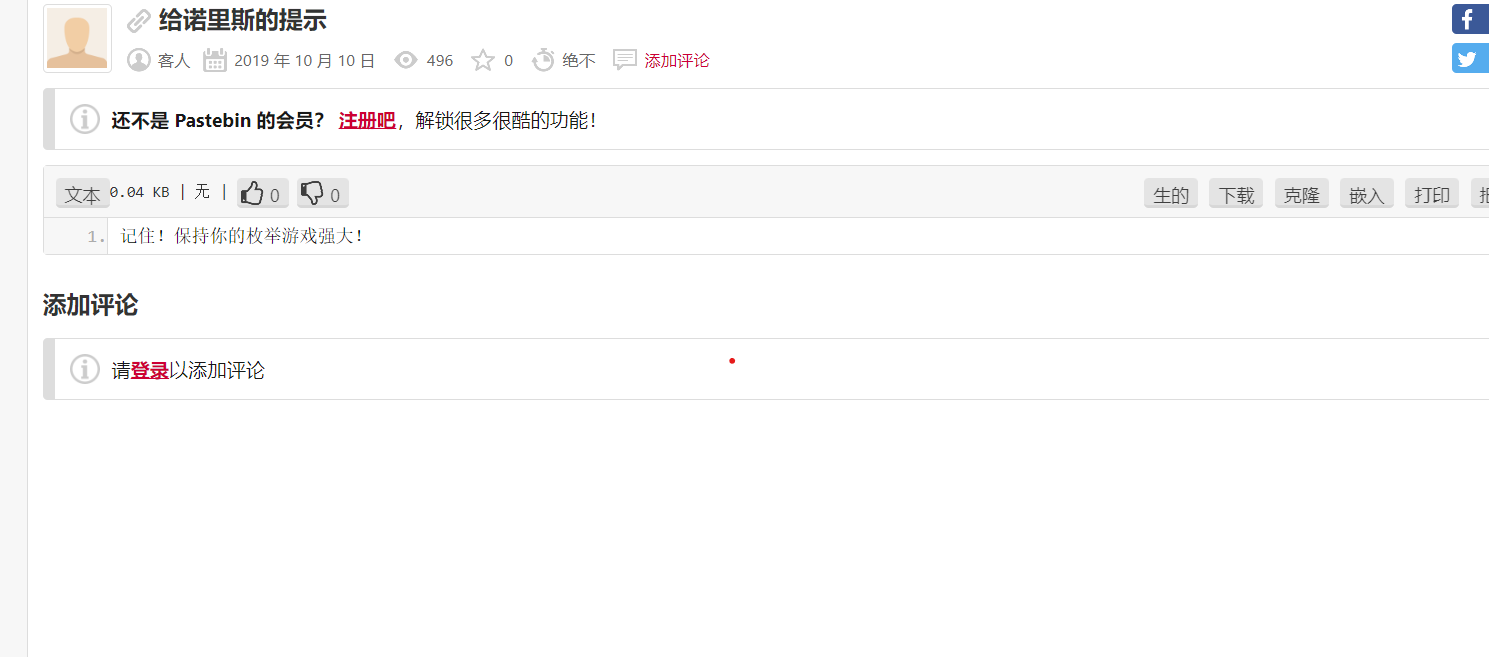 给诺里斯的提示
客人 2019 年 10 月 10 日 496 0 绝不 添加评论
还不是 Pastebin 的会员？ 注册吧，解锁很多很酷的功能！
文本 0.04 KB | 无 | 0 0 生的 下载 克隆 嵌入 打印
1. 记住！保持你的枚举游戏强大！
添加评论
请登录以添加评论